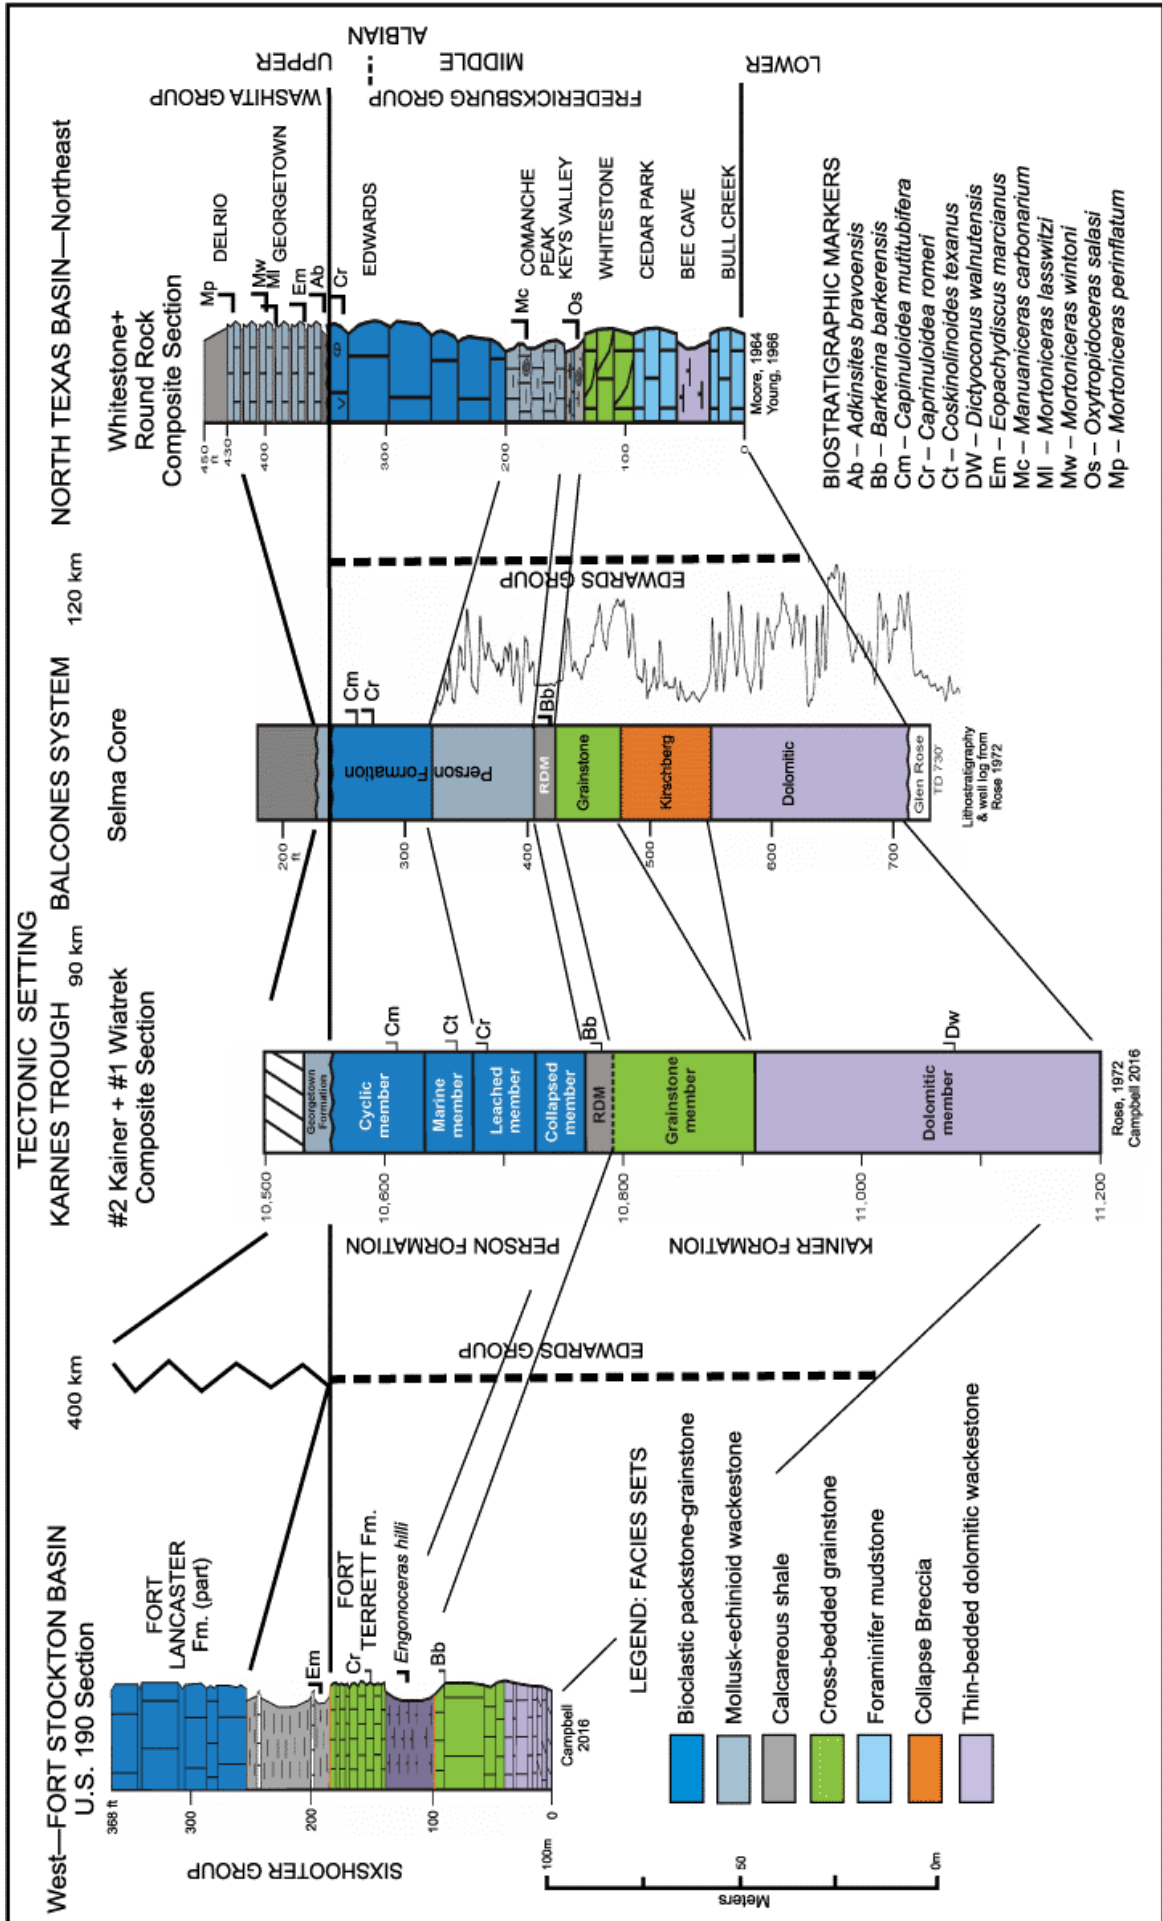 TECTONIC SETTING
West—FORT STOCKTON BASIN
400 km
KARNES TROUGH
90 km
BALCONES SYSTEM
120 km
NORTH TEXAS BASIN—Northeast
U.S. 190 Section
#2 Kainer + #1 Wiatrek
Composite Section
Selma Core
Whitestone+
Round Rock
Composite Section
SIXSHOOTER GROUP
368 ft
300
200
100
0
FORT
LANCASTER
Fm. (part)
Em
Cr
FORT
TERRETT Fm.
Engonoceras hilli
Bb
Campbell
2016
EDWARDS GROUP
PERSON FORMATION
KAINER FORMATION
10,500
10,600
10,800
11,000
11,200
Georgetown
Formation
Cyclic
member
Marine
member
Leached
member
Collapsed
member
RDM
Grainstone
member
Dolomitic
member
Cm
Ct
Cr
Bb
Dw
Rose, 1972
Campbell 2016
200
ft
300
400
500
600
700
Person Formation
RDM
Grainstone
Kirschberg
Dolomitic
Glen Rose
TD 730'
Cm
Cr
Bb
Lithostratigraphy
& well log from
Rose 1972
EDWARDS GROUP
450
ft
430
400
300
200
100
0
Mp
DELRIO
Mw
Ml
GEORGETOWN
Em
Ab
Cr
EDWARDS
Mc
COMANCHE
PEAK
KEYS VALLEY
Os
WHITESTONE
CEDAR PARK
BEE CAVE
BULL CREEK
Moore, 1964
Young, 1966
WASHITA GROUP
FREDERICKSBURG GROUP
UPPER
MIDDLE
LOWER
ALBIAN
LEGEND: FACIES SETS
Bioclastic packstone-grainstone
Mollusk-echinioid wackestone
Calcareous shale
Cross-bedded grainstone
Foraminifer mudstone
Collapse Breccia
Thin-bedded dolomitic wackestone
100m
50
0m
Meters
BIOSTRATIGRAPHIC MARKERS
Ab – Adkinsites bravoensis
Bb – Barkerina barkerensis
Cm – Capinuloidea mutitubifera
Cr – Caprinuloidea romeri
Ct – Coskinolinoides texanus
DW – Dictyoconus walnutensis
Em – Eopachydiscus marcianus
Mc – Manuaniceras carbonarium
Ml – Mortoniceras lasswitzi
Mw – Mortoniceras wintoni
Os – Oxytropidoceras salasi
Mp – Mortoniceras periflatum